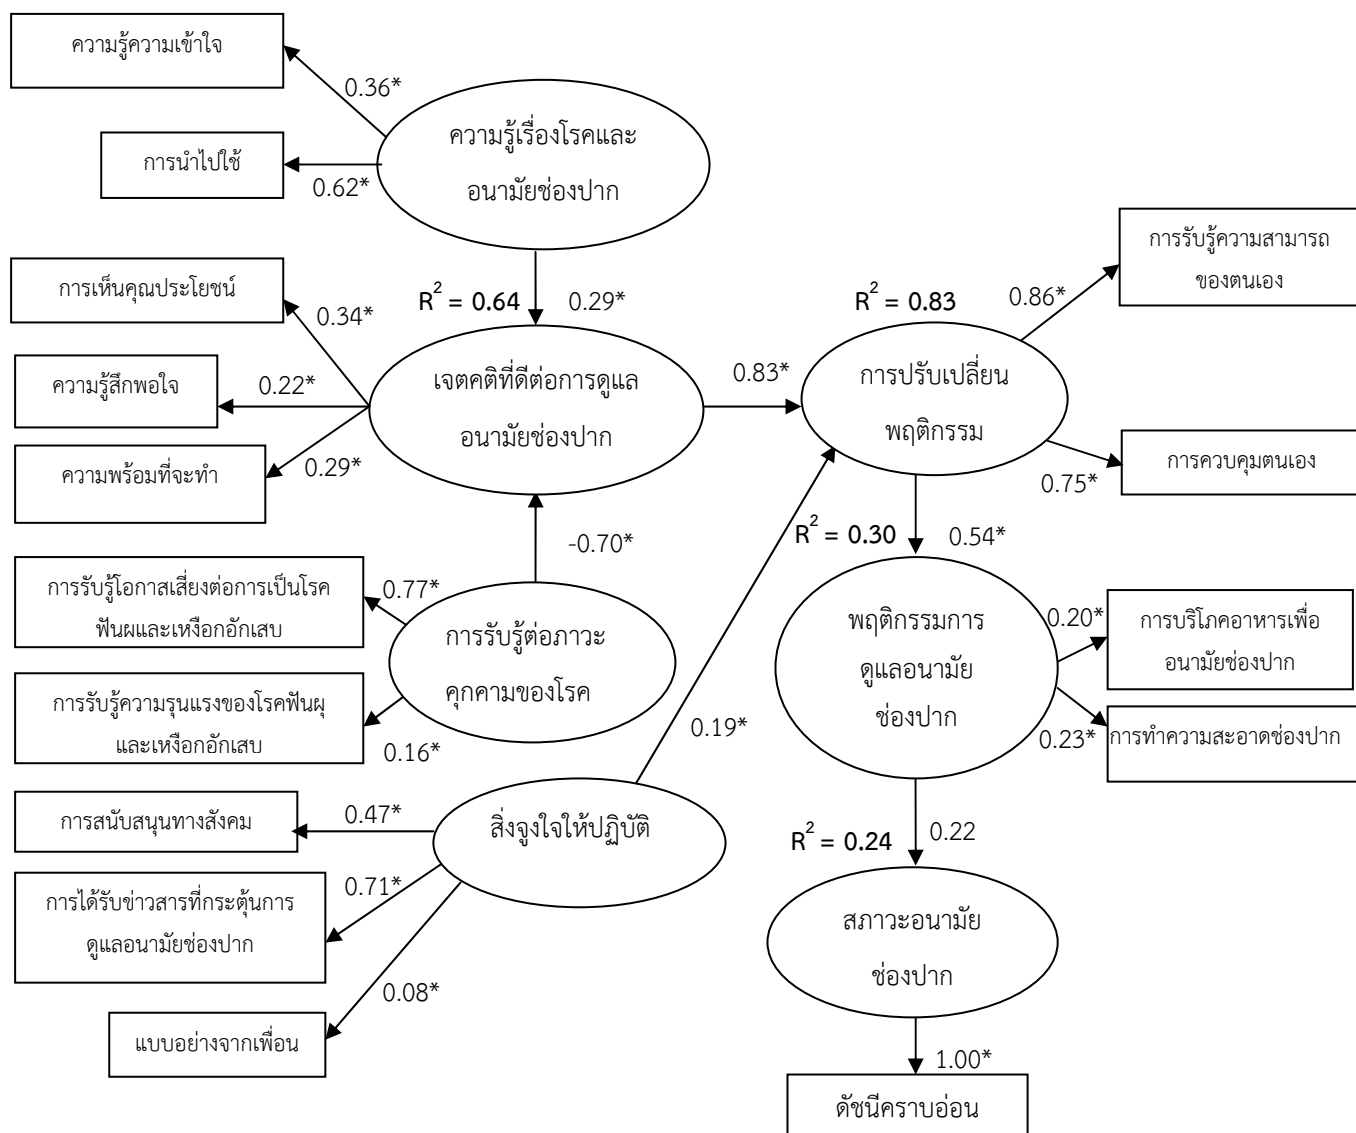 ความรู้ความเข้าใจ
0.36*
ความรู้เรื่องโรคและ
อนามัยช่องปาก
การนำไปใช้
0.62*
การเห็นคุณประโยชน์
0.34*
R² = 0.64
0.29*
ความรู้สึกพอใจ
0.22*
เจตคติที่ดีต่อการดูแล
อนามัยช่องปาก
ความพร้อมที่จะทำ
0.29*
0.83*
R² = 0.83
การปรับเปลี่ยน
พฤติกรรม
0.86*
การรับรู้ความสามารถ
ของตนเอง
0.75*
การควบคุมตนเอง
-0.70*
การรับรู้โอกาสเสี่ยงต่อการเป็นโรค
ฟันผและเหงือกอักเสบ
0.77*
การรับรู้ต่อภาวะ
คุกคามของโรค
การรับรู้ความรุนแรงของโรคฟันผุ
และเหงือกอักเสบ
0.16*
R² = 0.30
0.54*
พฤติกรรมการ
ดูแลอนามัย
ช่องปาก
0.20*
การบริโภคอาหารเพื่อ
อนามัยช่องปาก
0.23*
การทำความสะอาดช่องปาก
0.19*
การสนับสนุนทางสังคม
0.47*
สิ่งจูงใจให้ปฏิบัติ
การได้รับข่าวสารที่กระตุ้นการ
ดูแลอนามัยช่องปาก
0.71*
แบบอย่างจากเพื่อน
0.08*
R² = 0.24
0.22
สภาวะอนามัย
ช่องปาก
1.00*
ดัชนีคราบอ่อน